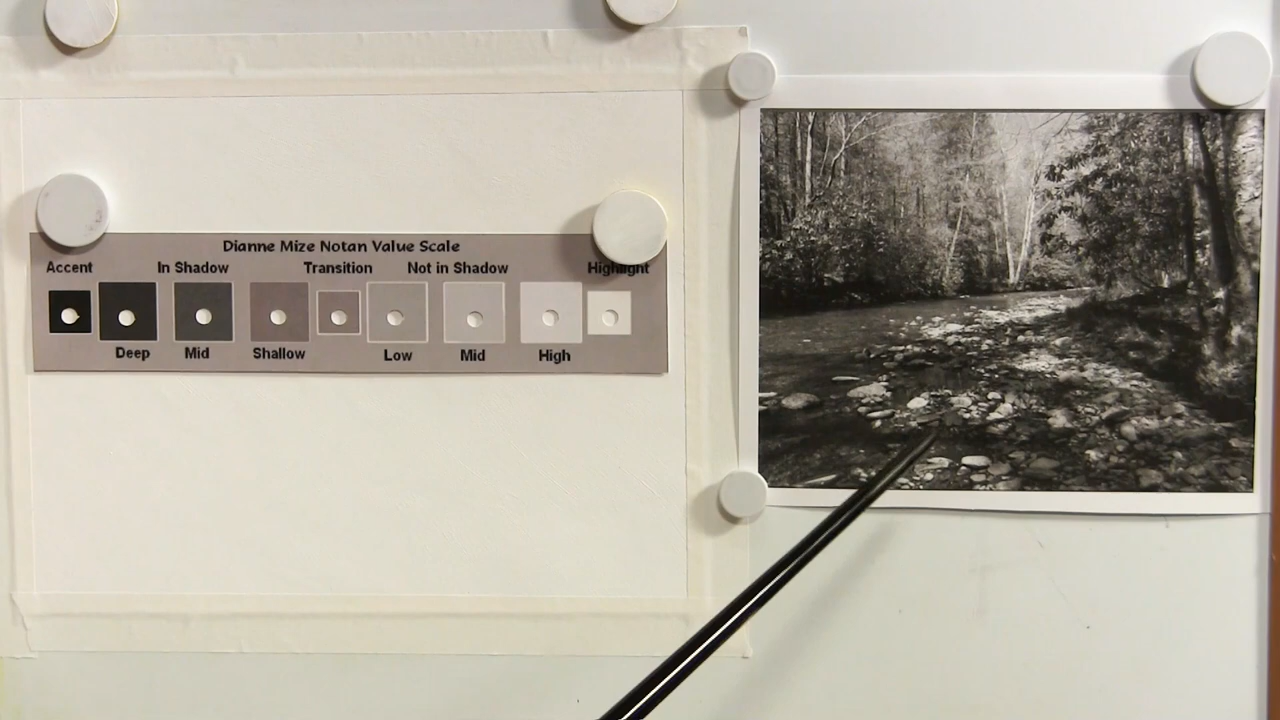 Dianne Mize Notan Value Scale
Accent In Shadow Transition Not in Shadow Highlight
Deep Mid Shallow Low Mid High